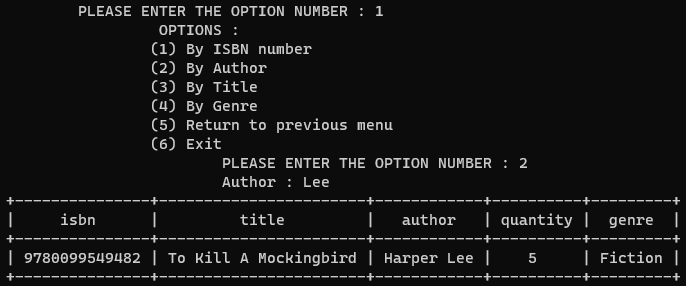 PLEASE ENTER THE OPTION NUMBER : 1
OPTIONS :
(1) By ISBN number
(2) By Author
(3) By Title
(4) By Genre
(5) Return to previous menu
(6) Exit
PLEASE ENTER THE OPTION NUMBER : 2
Author : Lee
+---------------+-----------------------+-------------+----------+---------+
| isbn | title | author | quantity | genre |
+---------------+-----------------------+-------------+----------+---------+
| 9780099549482 | To Kill A Mockingbird | Harper Lee | 5 | Fiction |
+---------------+-----------------------+-------------+----------+---------+